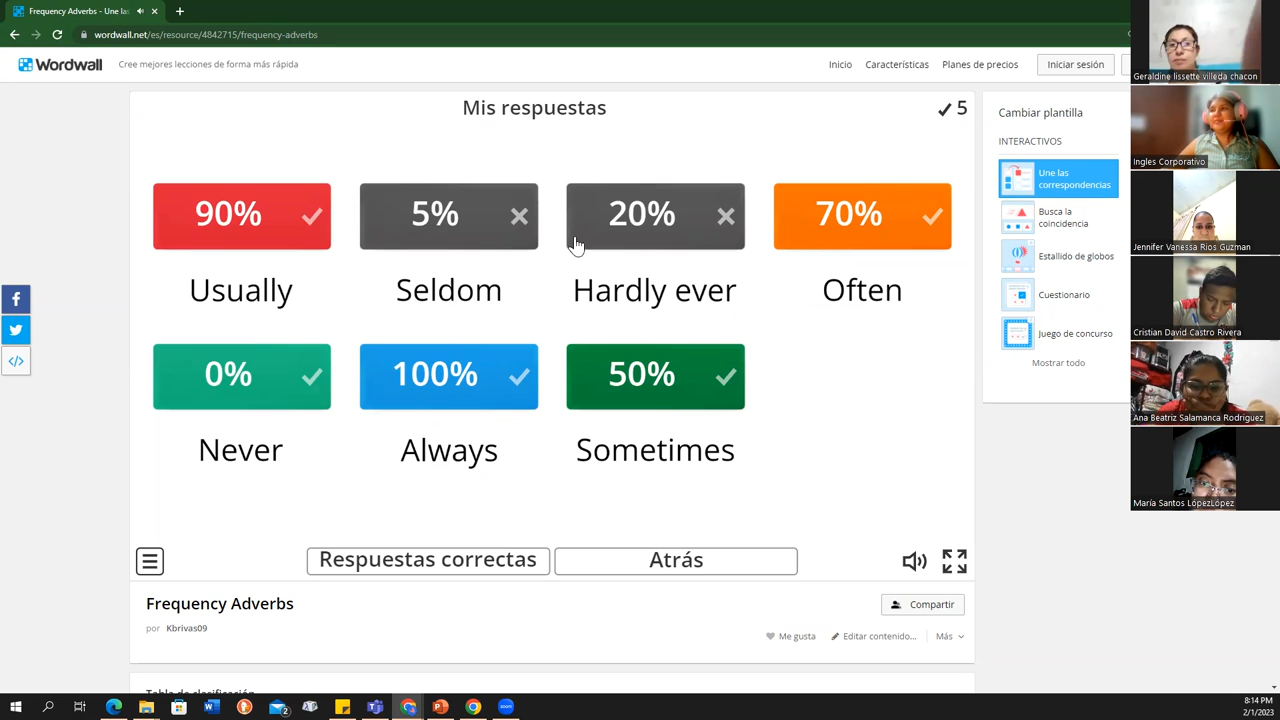 Frequency Adverbs - Une las
wordwall.net/es/resource/4842715/frequency-adverbs
Wordwall
Cree mejores lecciones de forma más rápida
Inicio
Características
Planes de precios
Iniciar sesión
Mis respuestas
5
90%
5%
20%
70%
Usually
Seldom
Hardly ever
Often
0%
100%
50%
Never
Always
Sometimes
Respuestas correctas
Atrás
Frequency Adverbs
por Kbrivas09
Compartir
Me gusta
Editar contenido...
Más
Tabla de clasificación
Cambiar plantilla
INTERACTIVOS
Une las
correspondencias
Busca la
coincidencia
Estallido de globos
Cuestionario
Juego de concurso
Mostrar todo
Geraldine lissette villeda chacon
Ingles Corporativo
Jennifer Vanessa Rios Guzman
Cristian David Castro Rivera
Ana Beatriz Salamanca Rodriguez
María Santos LópezLópez
8:14 PM
2/1/2023